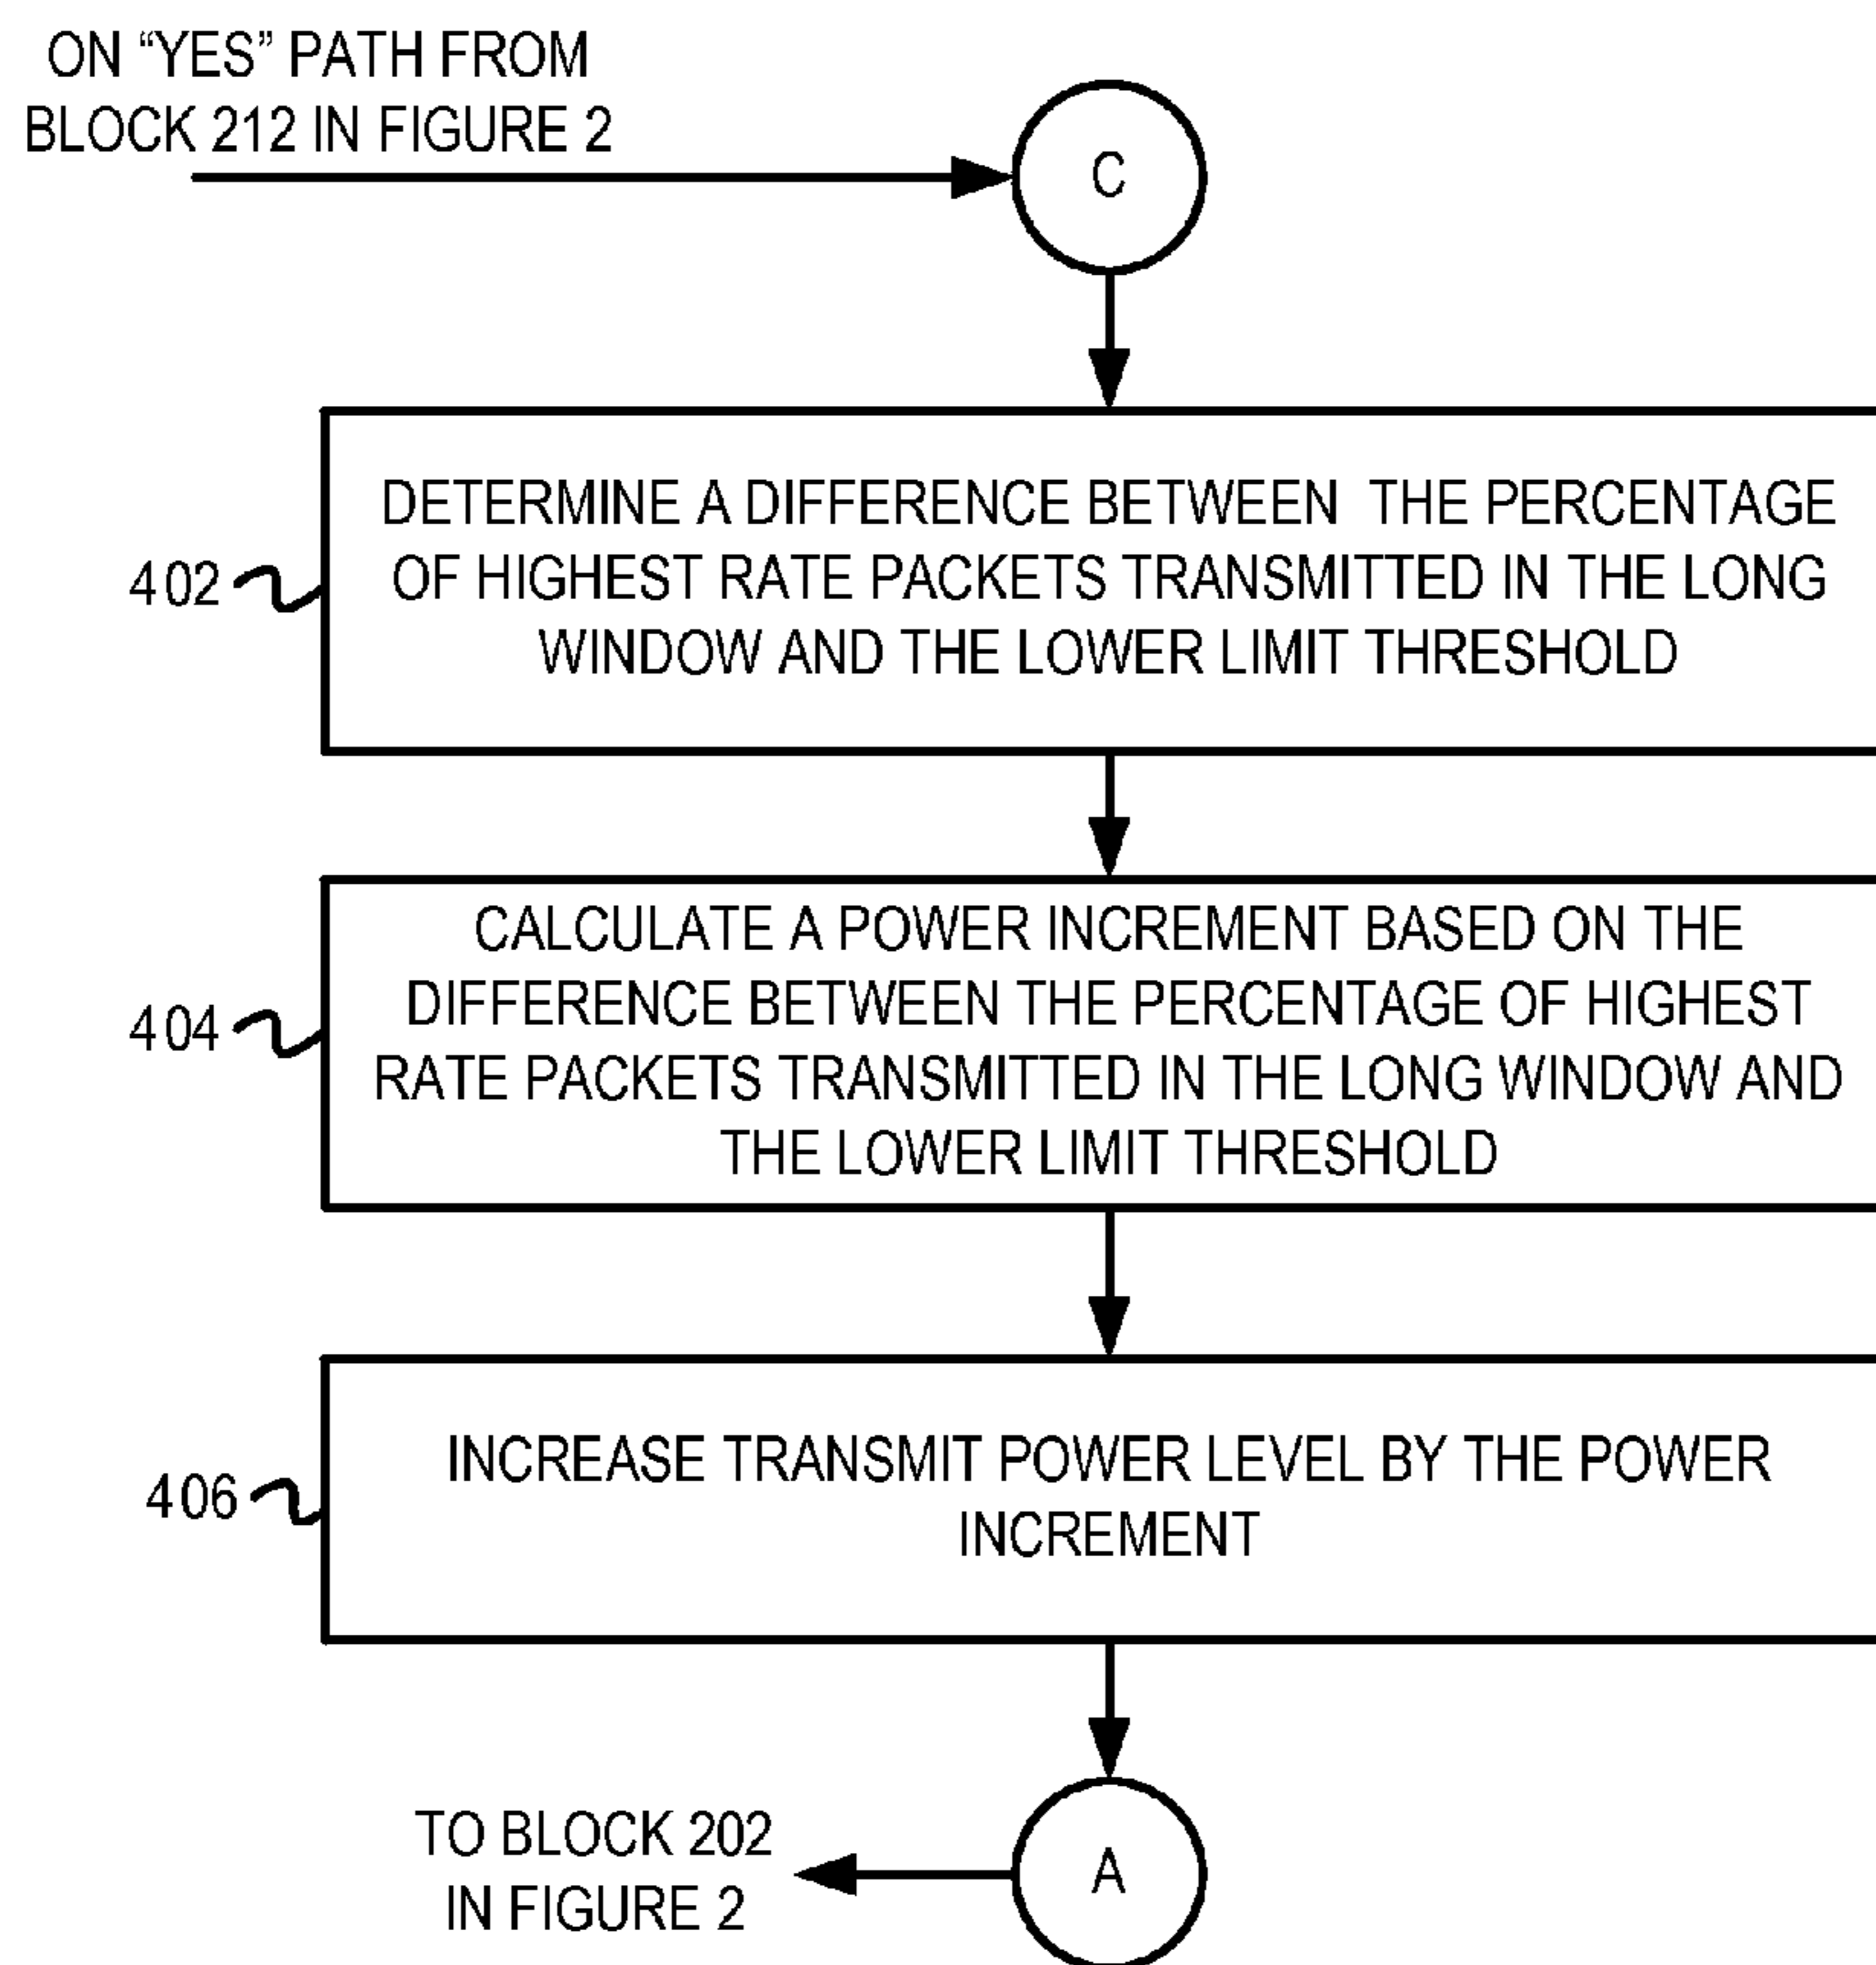 ON “YES” PATH FROM
BLOCK 212 IN FIGURE 2
C
402
DETERMINE A DIFFERENCE BETWEEN THE PERCENTAGE
OF HIGHEST RATE PACKETS TRANSMITTED IN THE LONG
WINDOW AND THE LOWER LIMIT THRESHOLD
404
CALCULATE A POWER INCREMENT BASED ON THE
DIFFERENCE BETWEEN THE PERCENTAGE OF HIGHEST
RATE PACKETS TRANSMITTED IN THE LONG WINDOW AND
THE LOWER LIMIT THRESHOLD
406
INCREASE TRANSMIT POWER LEVEL BY THE POWER
INCREMENT
TO BLOCK 202
IN FIGURE 2
A